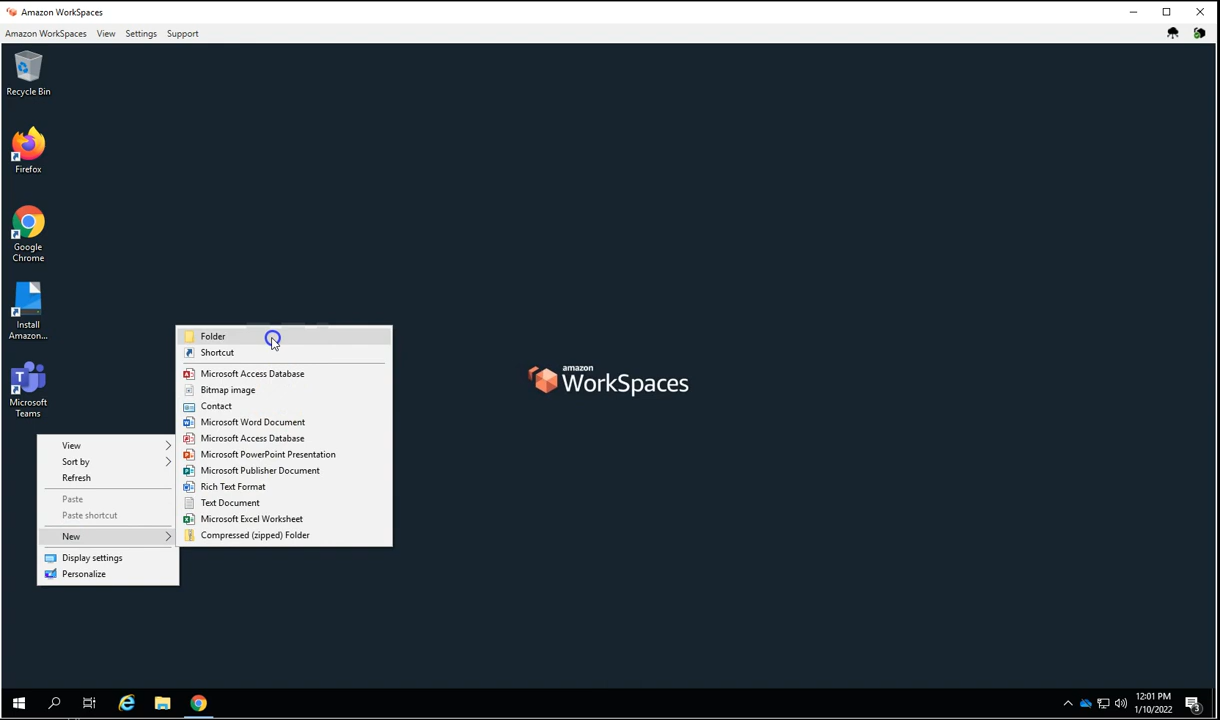 Amazon WorkSpaces
Amazon WorkSpaces View Settings Support
Recycle Bin
Firefox
Google
Chrome
Install
Amazon...
Microsoft
Teams
View
Sort by
Refresh
Paste
Paste shortcut
New
Display settings
Personalize
Folder
Shortcut
Microsoft Access Database
Bitmap image
Contact
Microsoft Word Document
Microsoft Access Database
Microsoft PowerPoint Presentation
Microsoft Publisher Document
Rich Text Format
Text Document
Microsoft Excel Worksheet
Compressed (zipped) Folder
amazon
WorkSpaces
12:01 PM
1/10/2022
3